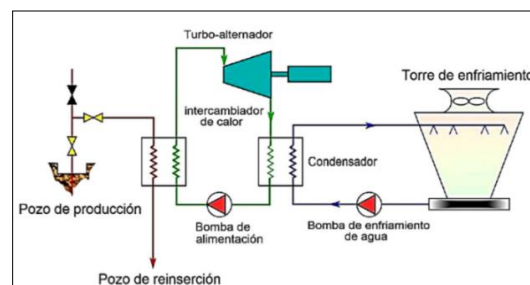 Turbo-alternador
Torre de enfriamiento
intercambiador
de calor
Condensador
Pozo de producción
Bomba de
alimentación
Bomba de enfriamiento
de agua
Pozo de reinserción